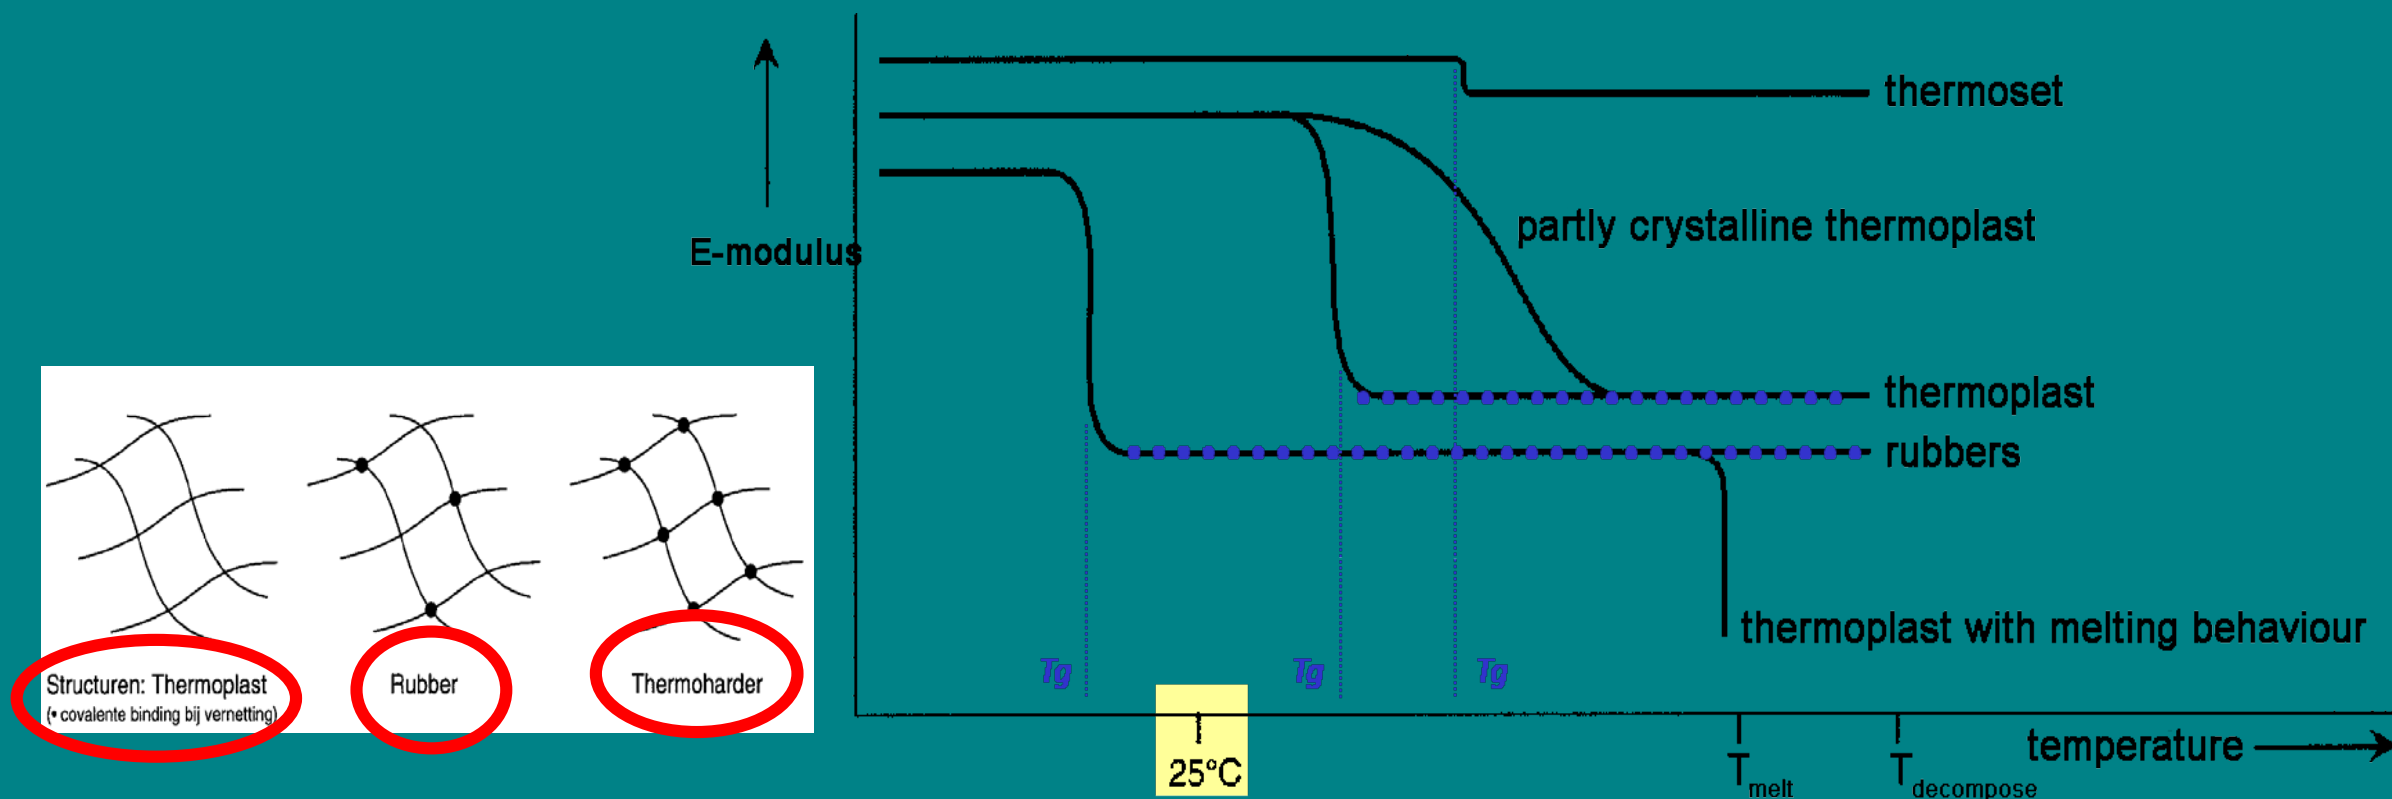 E-modulus
thermoset
partly crystalline thermoplast
thermoplast
rubbers
thermoplast with melting behaviour
Tg
Tg
Tg
25°C
Tmelt
Tdecompose
temperature
Structuren: Thermoplast
(• covalente binding bij vernetting)
Rubber
Thermoharder